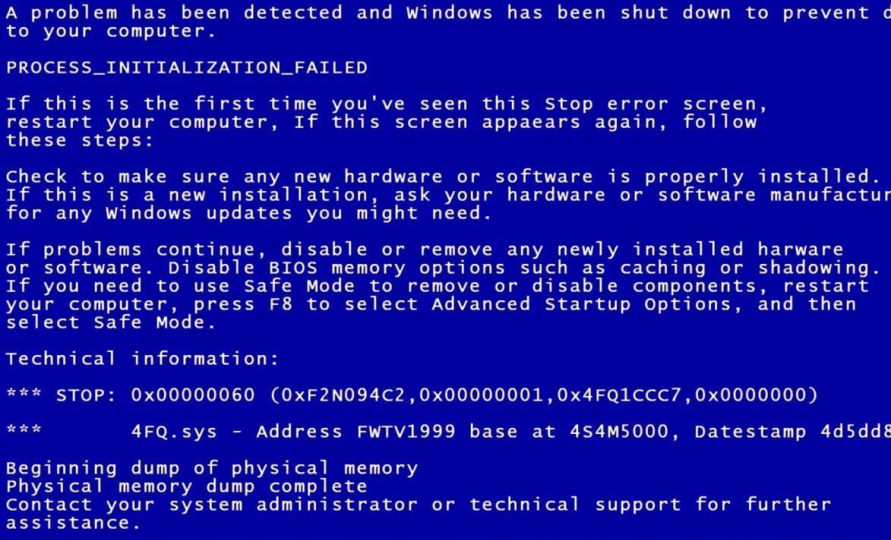 A problem has been detected and Windows has been shut down to prevent d
to your computer.
PROCESS_INITIALIZATION_FAILED
If this is the first time you've seen this Stop error screen,
restart your computer, If this screen appaears again, follow
these steps:
Check to make sure any new hardware or software is properly installed.
If this is a new installation, ask your hardware or software manufactur
for any Windows updates you might need.
If problems continue, disable or remove any newly installed harware
or software. Disable BIOS memory options such as caching or shadowing.
If you need to use Safe Mode to remove or disable components, restart
your computer, press F8 to select Advanced Startup Options, and then
select Safe Mode.
Technical information:
*** STOP: 0x00000060 (0xF2N094C2,0x00000001,0x4FQ1CCC7,0x0000000)
*** 4FQ.sys - Address FWTV1999 base at 4S4M5000, Datestamp 4d5dd8
Beginning dump of physical memory
Physical memory dump complete
Contact your system administrator or technical support for further
assistance.